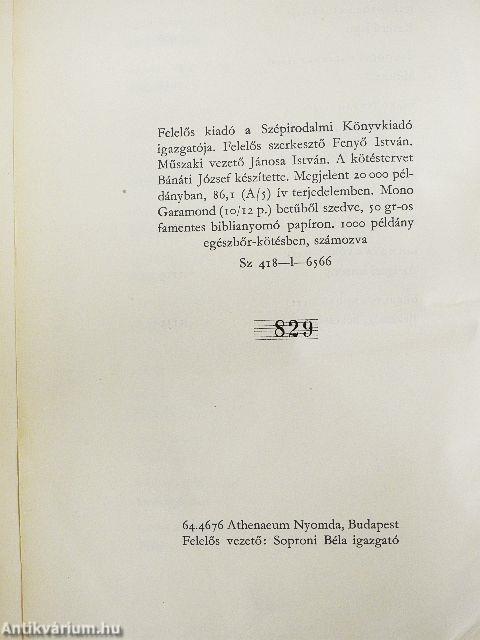 Felelős kiadó a Szépirodalmi Könyvkiadó
igazgatója. Felelős szerkesztő Fenyő István.
Műszaki vezető Jánosa István. A kötéstervet
Bánáti József készítette. Megjelent 20 000 pél-
dányban, 86,1 (A/5) ív terjedelemben. Mono
Garamond (10/12 p.) betűből szedve, 50 gr-os
famentes biblianyomó papíron. 1000 példány
egészbőr-kötésben, számozva
Sz 418—l—6566
829
64.4676 Athenaeum Nyomda, Budapest
Felelős vezető: Soproni Béla igazgató
Antikvárium.hu